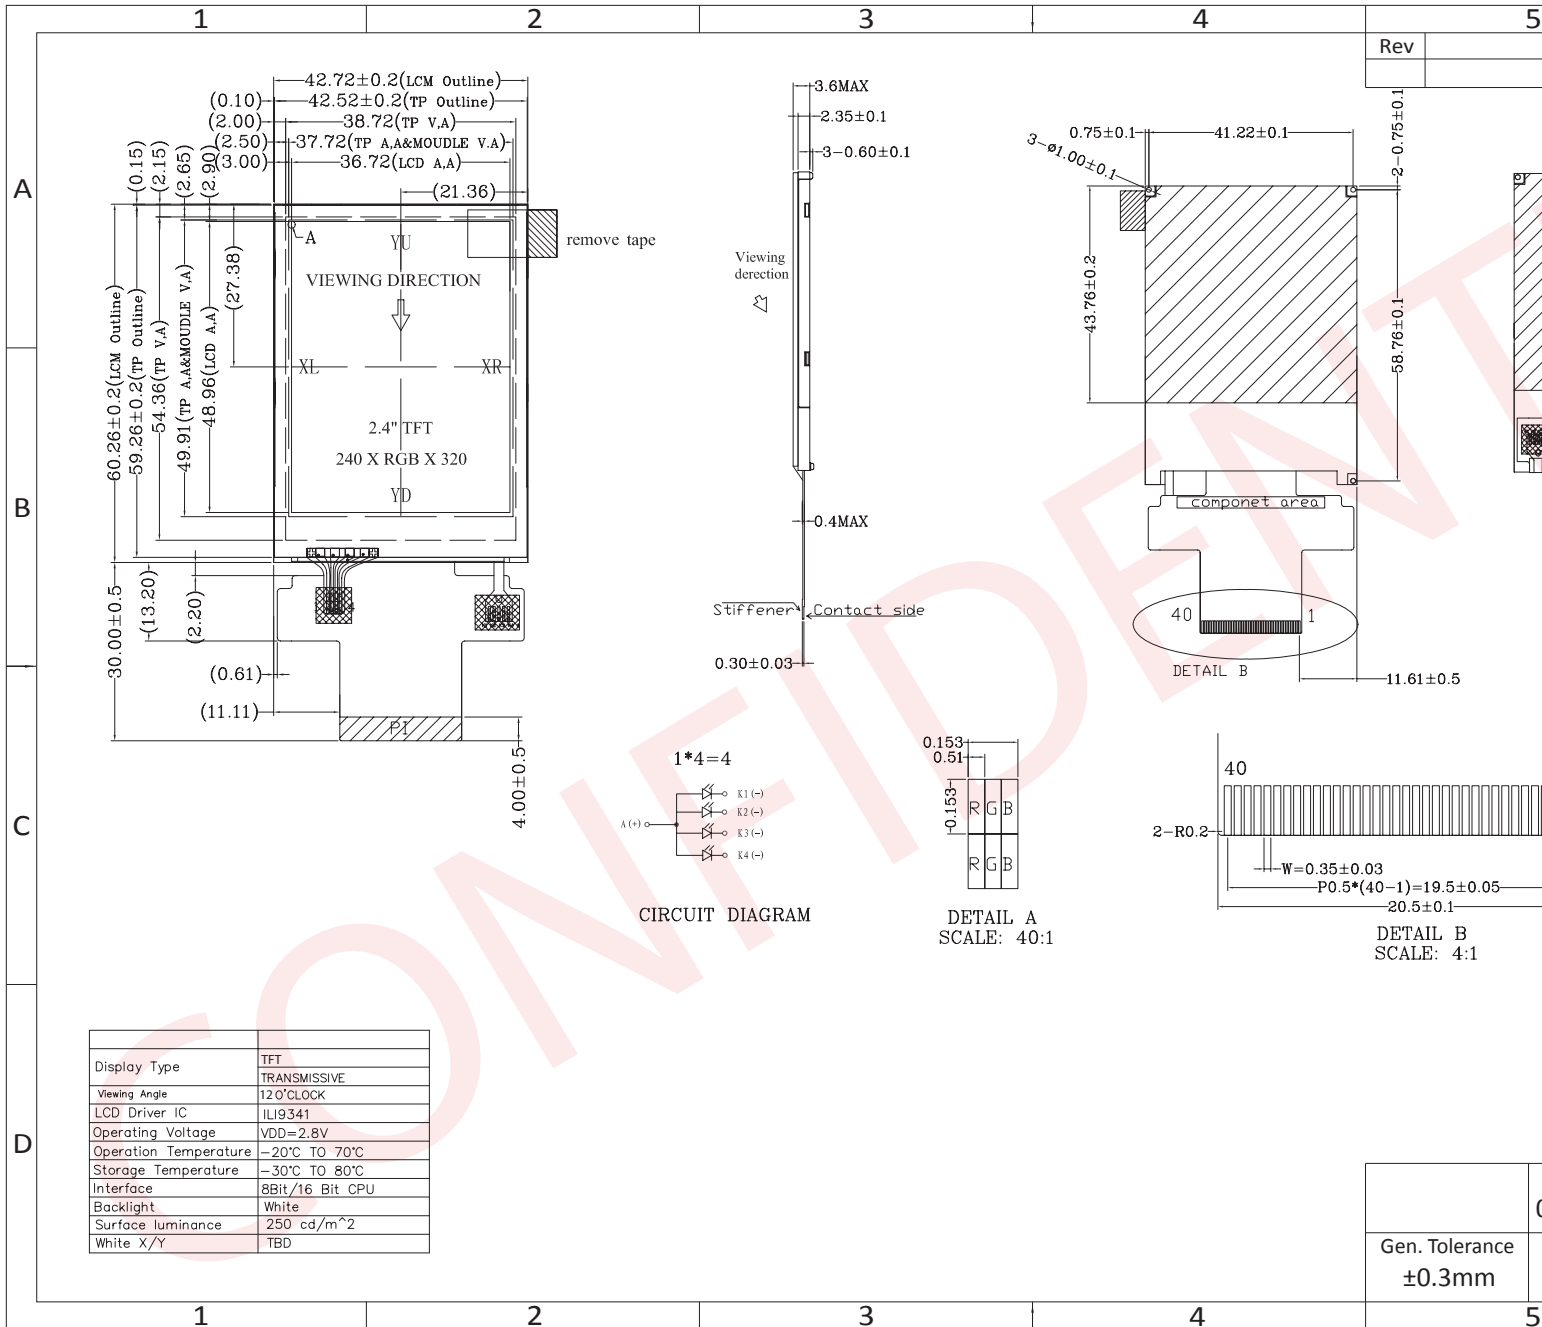 1 2 3 4 5
Rev
A
B
C
D
42.72±0.2(LCM Outline)
(0.10) 42.52±0.2(TP Outline)
(2.00) 38.72(TP V,A)
(2.50) 37.72(TP A,A&MOUDLE V.A)
(3.00) 36.72(LCD A,A)
(21.36)
(0.15)
(2.15)
(2.65)
(2.90)
A
YU
remove tape
VIEWING DIRECTION
(27.38)
XL XR
60.26±0.2(LCM Outline)
59.26±0.2(TP Outline)
54.36(TP V,A)
49.91(TP A,A&MOUDLE V,A)
48.96(LCD A,A)
2.4" TFT
240 X RGB X 320
YD
30.00±0.5
(13.20)
(2.20)
(0.61)
(11.11)
PI
4.00±0.5
3.6MAX
2.35±0.1
3-0.60±0.1
Viewing
derection
0.4MAX
Stiffener Contact side
0.30±0.03
0.75±0.1 41.22±0.1
3-ø1.00±0.1
2-0.75±0.1
43.76±0.2
58.76±0.1
componet area
40 1
DETAIL B
11.61±0.5
1*4=4
A(+)
K1(-)
K2(-)
K3(-)
K4(-)
CIRCUIT DIAGRAM
0.153
0.51
0.153
R G B
R G B
DETAIL A
SCALE: 40:1
40
2-R0.2
W=0.35±0.03
P0.5*(40-1)=19.5±0.05
20.5±0.1
DETAIL B
SCALE: 4:1
Display Type TFT
TRANSMISSIVE
Viewing Angle 12O'CLOCK
LCD Driver IC ILI9341
Operating Voltage VDD=2.8V
Operation Temperature -20℃ TO 70℃
Storage Temperature -30℃ TO 80℃
Interface 8Bit/16 Bit CPU
Backlight White
Surface luminance 250 cd/m^2
White X/Y TBD
Gen. Tolerance
±0.3mm
CONFIDENT
1 2 3 4 5